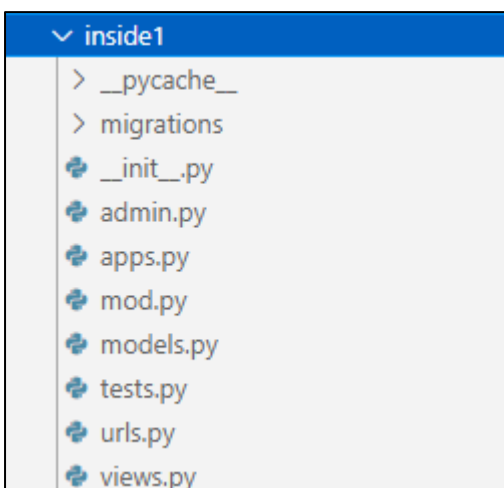 inside1
__pycache__
migrations
__init__.py
admin.py
apps.py
mod.py
models.py
tests.py
urls.py
views.py